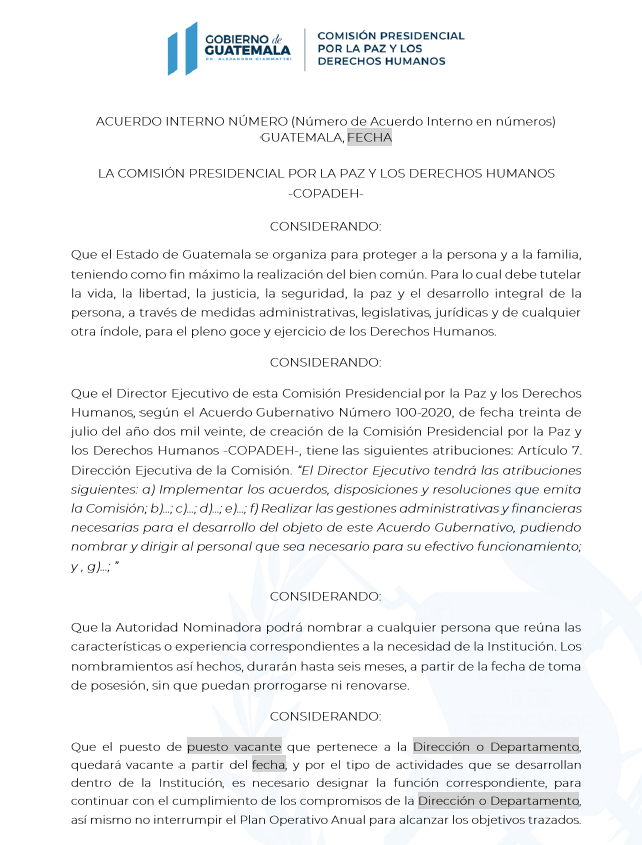 GOBIERNO de
GUATEMALA
DR. ALEJANDRO GIAMMATTEI
COMISIÓN PRESIDENCIAL
POR LA PAZ Y LOS
DERECHOS HUMANOS
ACUERDO INTERNO NÚMERO (Número de Acuerdo Interno en números)
GUATEMALA, FECHA
LA COMISIÓN PRESIDENCIAL POR LA PAZ Y LOS DERECHOS HUMANOS
-COPADEH-
CONSIDERANDO:
Que el Estado de Guatemala se organiza para proteger a la persona y a la familia,
teniendo como fin máximo la realización del bien común. Para lo cual debe tutelar
la vida, la libertad, la justicia, la seguridad, la paz y el desarrollo integral de la
persona, a través de medidas administrativas, legislativas, jurídicas y de cualquier
otra índole, para el pleno goce y ejercicio de los Derechos Humanos.
CONSIDERANDO:
Que el Director Ejecutivo de esta Comisión Presidencial por la Paz y los Derechos
Humanos, según el Acuerdo Gubernativo Número 100-2020, de fecha treinta de
julio del año dos mil veinte, de creación de la Comisión Presidencial por la Paz y
los Derechos Humanos -COPADEH-, tiene las siguientes atribuciones: Artículo 7.
Dirección Ejecutiva de la Comisión. “El Director Ejecutivo tendrá las atribuciones
siguientes: a) Implementar los acuerdos, disposiciones y resoluciones que emita
la Comisión; b)...; c)...; d)...; e)...; f) Realizar las gestiones administrativas y financieras
necesarias para el desarrollo del objeto de este Acuerdo Gubernativo, pudiendo
nombrar y dirigir al personal que sea necesario para su efectivo funcionamiento;
y , g)...; ”
CONSIDERANDO:
Que la Autoridad Nominadora podrá nombrar a cualquier persona que reúna las
características o experiencia correspondientes a la necesidad de la Institución. Los
nombramientos así hechos, durarán hasta seis meses, a partir de la fecha de toma
de posesión, sin que puedan prorrogarse ni renovarse.
CONSIDERANDO:
Que el puesto de puesto vacante que pertenece a la Dirección o Departamento,
quedará vacante a partir del fecha, y por el tipo de actividades que se desarrollan
dentro de la Institución, es necesario designar la función correspondiente, para
continuar con el cumplimiento de los compromisos de la Dirección o Departamento,
así mismo no interrumpir el Plan Operativo Anual para alcanzar los objetivos trazados.